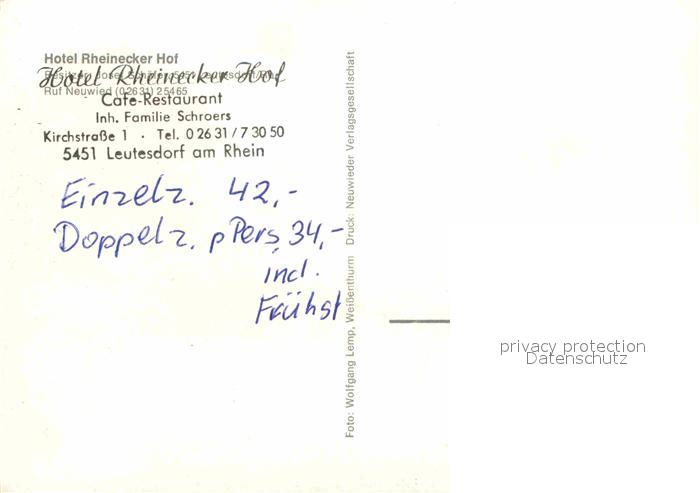 Hotel Rheinecker Hof
Hotel Rheinecker Hof
Ruf Neuwied (02631) 25465
Cafe-Restaurant
Inh. Familie Schroers
Kirchstraße 1 · Tel. 0 26 31 / 7 30 50
5451 Leutesdorf am Rhein
Einzelz. 42,-
Doppelz. p Pers. 34,-
incl.
Frühst
Foto: Wolfgang Lemp, Weißenthurm Druck: Neuwieder Verlagsgesellschaft
privacy protection
Datenschutz